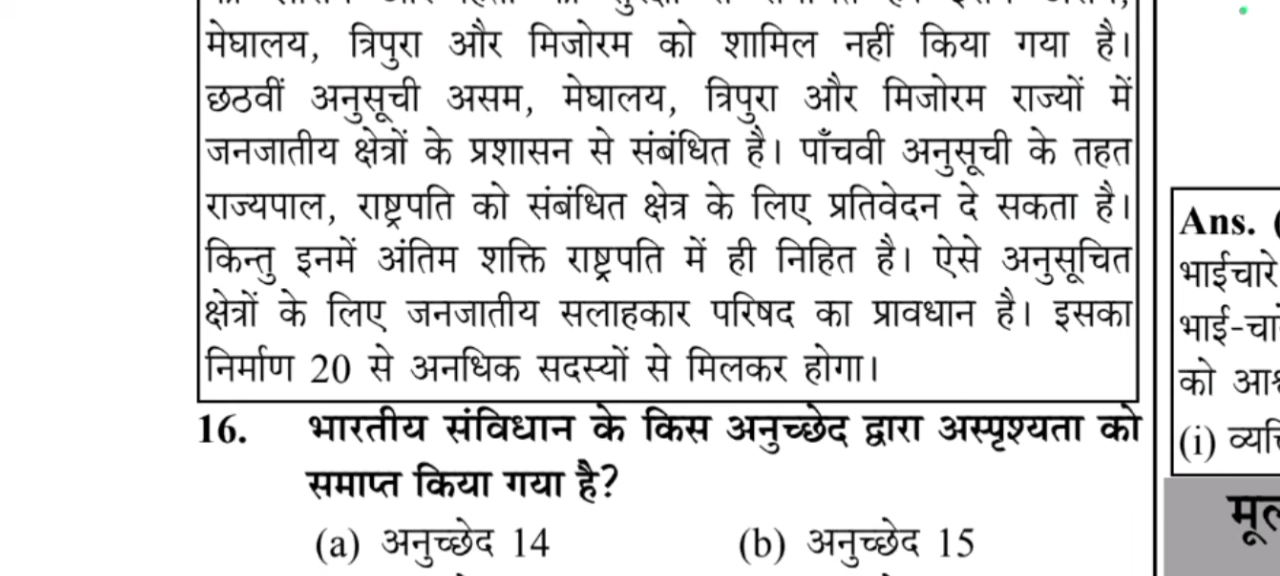 मेघालय, त्रिपुरा और मिजोरम को शामिल नहीं किया गया है।
छठवीं अनुसूची असम, मेघालय, त्रिपुरा और मिजोरम राज्यों में
जनजातीय क्षेत्रों के प्रशासन से संबंधित है। पाँचवी अनुसूची के तहत
राज्यपाल, राष्ट्रपति को संबंधित क्षेत्र के लिए प्रतिवेदन दे सकता है।
किन्तु इनमें अंतिम शक्ति राष्ट्रपति में ही निहित है। ऐसे अनुसूचित
क्षेत्रों के लिए जनजातीय सलाहकार परिषद का प्रावधान है। इसका
निर्माण 20 से अनधिक सदस्यों से मिलकर होगा।
16. भारतीय संविधान के किस अनुच्छेद द्वारा अस्पृश्यता को
समाप्त किया गया है?
(a) अनुच्छेद 14 (b) अनुच्छेद 15
Ans. (
भाईचारे
भाई-चा
को
(i)